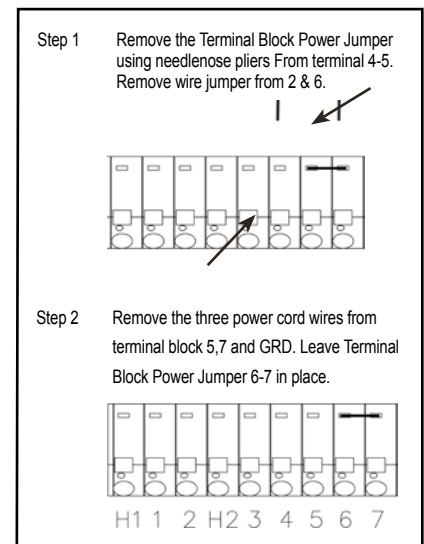 Step 1 Remove the Terminal Block Power Jumper
using needlenose pliers From terminal 4-5.
Remove wire jumper from 2 & 6.
Step 2 Remove the three power cord wires from
terminal block 5,7 and GRD. Leave Terminal
Block Power Jumper 6-7 in place.
H1 1 2 H2 3 4 5 6 7